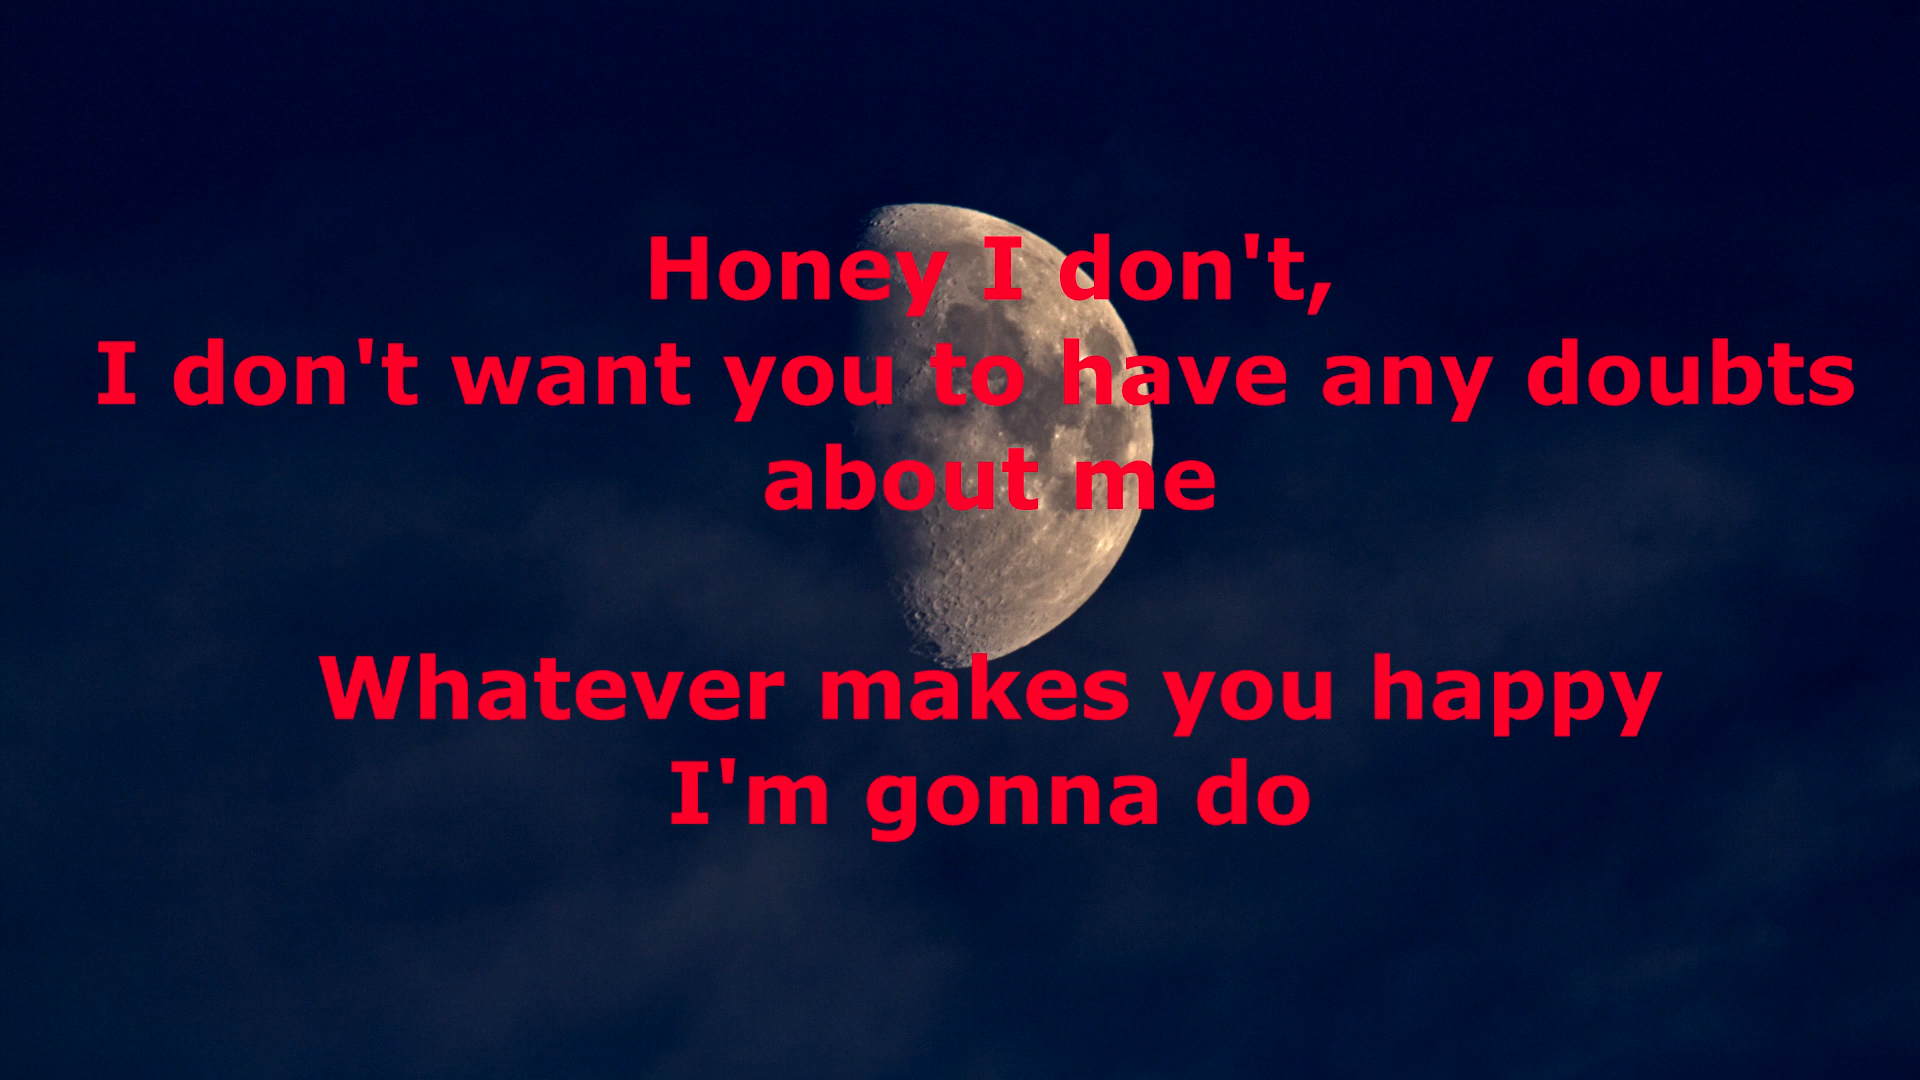 Honey I don't,
I don't want you to have any doubts
about me
Whatever makes you happy
I'm gonna do